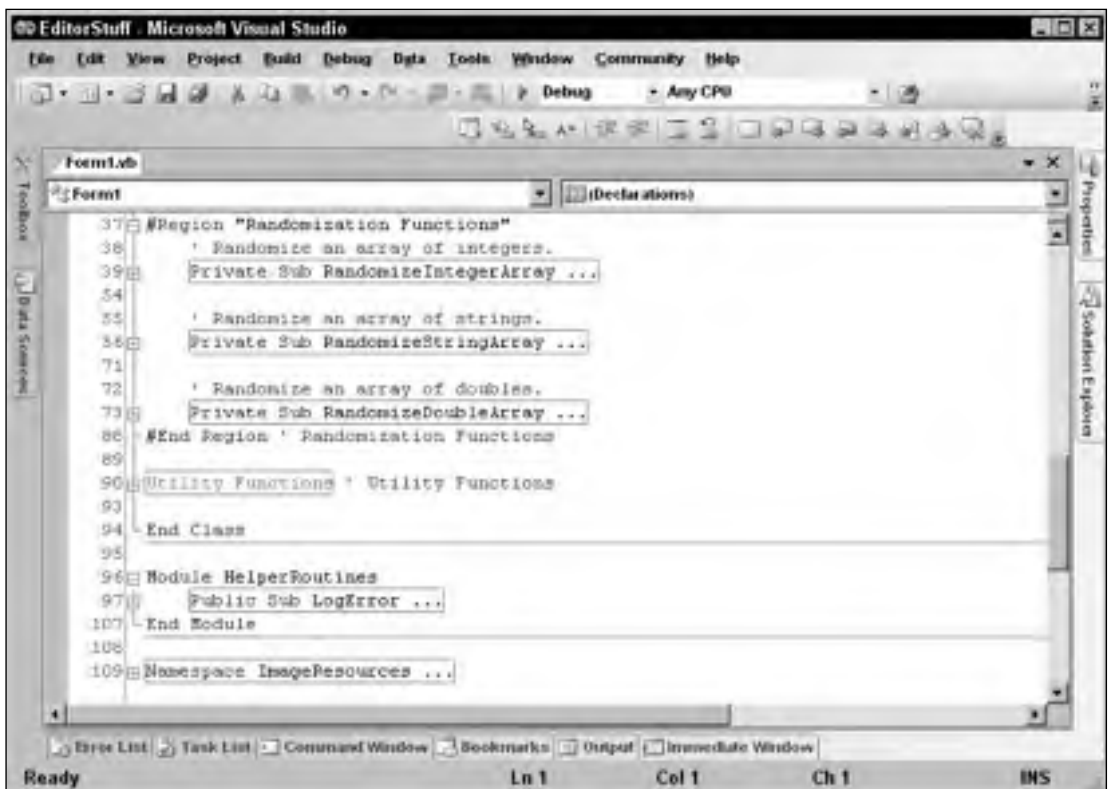 EditorStuff - Microsoft Visual Studio
File Edit View Project Build Debug Data Tools Window Community Help
Debug Any CPU
Toolbox
Data Sources
Form1.vb
Form1 (Declarations)
37 #Region "Randomization Functions"
38 ' Randomize an array of integers.
39 Private Sub RandomizeIntegerArray ...
54
55 ' Randomize an array of strings.
56 Private Sub RandomizeStringArray ...
71
72 ' Randomize an array of doubles.
73 Private Sub RandomizeDoubleArray ...
88 #End Region ' Randomization Functions
89
90 Utility Functions ' Utility Functions
93
94 End Class
95
96 Module HelperRoutines
97 Public Sub LogError ...
107 End Module
108
109 Namespace ImageResources ...
Properties
Solution Explorer
Error List Task List Command Window Bookmarks Output Immediate Window
Ready Ln 1 Col 1 Ch 1 INS